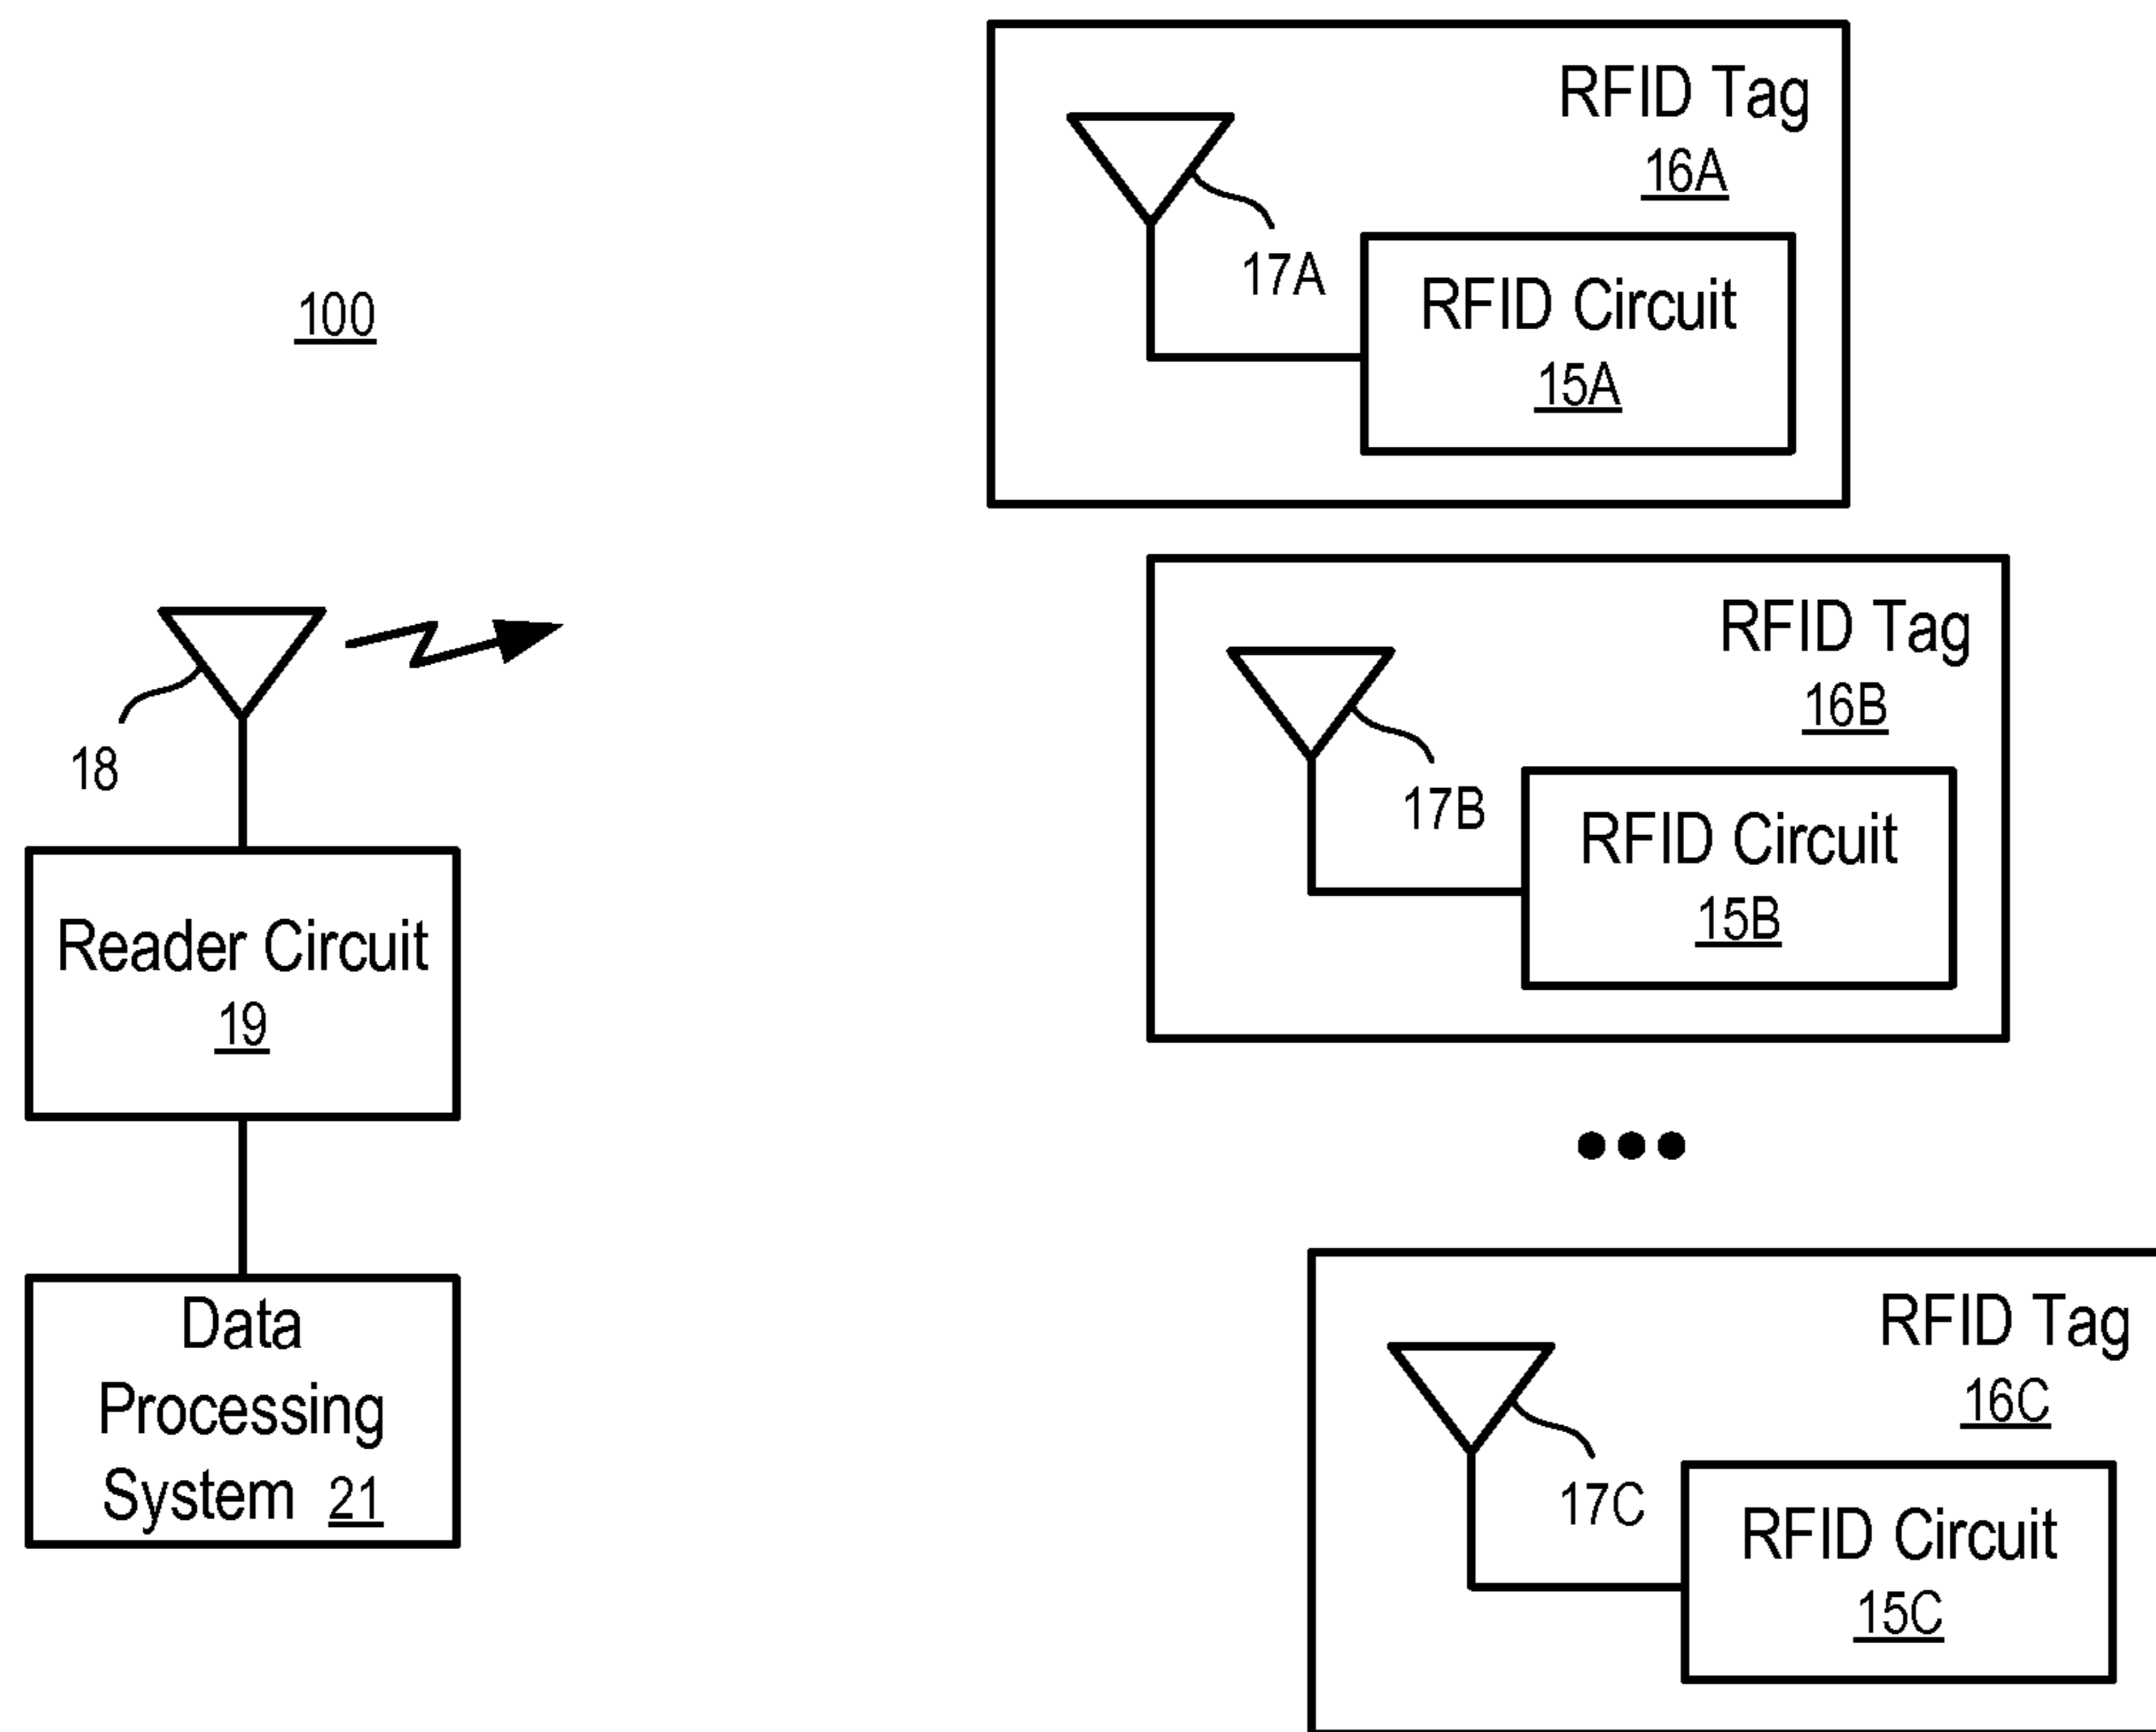 100
18
Reader Circuit
19
Data
Processing
System 21
RFID Tag
16A
17A
RFID Circuit
15A
RFID Tag
16B
17B
RFID Circuit
15B
RFID Tag
16C
17C
RFID Circuit
15C